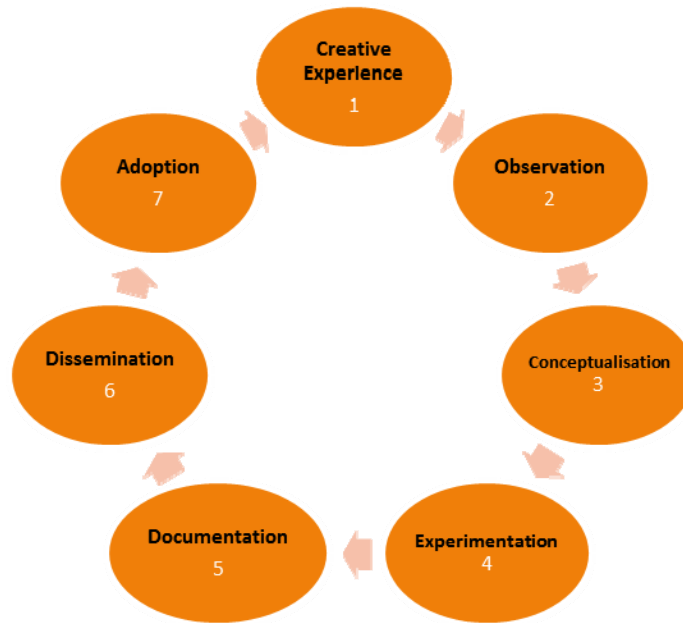 Creative
Experience
1
Observation
2
Conceptualisation
3
Experimentation
4
Documentation
5
Dissemination
6
Adoption
7